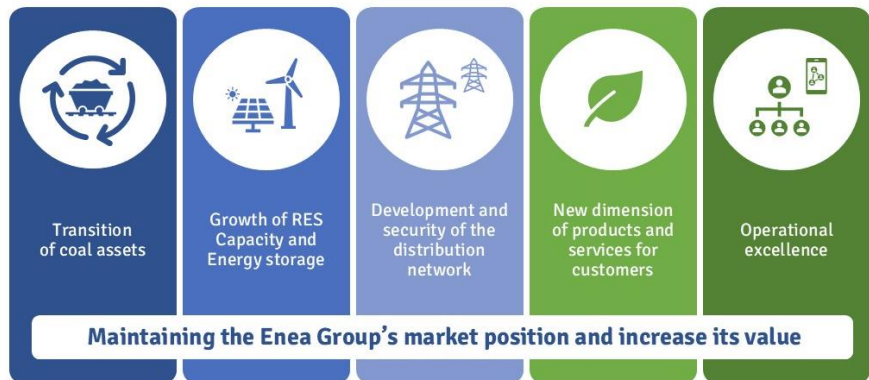 Transition
of coal assets
Growth of RES
Capacity and
Energy storage
Development and
security of the
distribution
network
New dimension
of products and
services for
customers
Operational
excellence
Maintaining the Enea Group's market position and increase its value